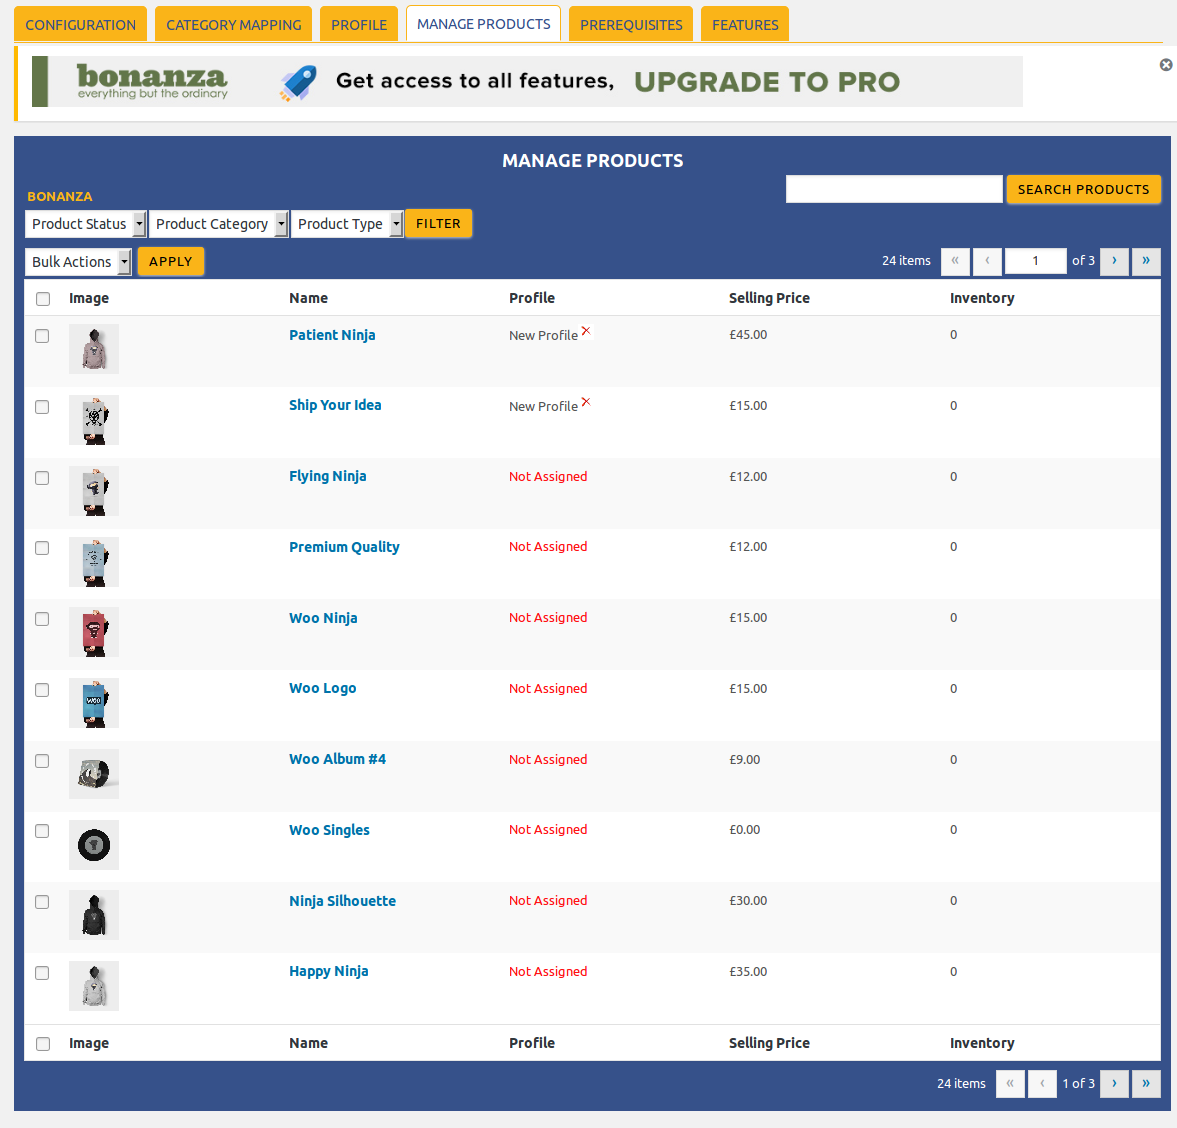 CONFIGURATION CATEGORY MAPPING PROFILE MANAGE PRODUCTS PREREQUISITES FEATURES
bonanza
everything but the ordinary
Get access to all features, UPGRADE TO PRO
MANAGE PRODUCTS
SEARCH PRODUCTS
BONANZA
Product Status Product Category Product Type FILTER
Bulk Actions APPLY 24 items « ‹ 1 of 3 › »
Image Name Profile Selling Price Inventory
Patient Ninja New Profile £45.00 0
Ship Your Idea New Profile £15.00 0
Flying Ninja Not Assigned £12.00 0
Premium Quality Not Assigned £12.00 0
Woo Ninja Not Assigned £15.00 0
WOO Woo Logo Not Assigned £15.00 0
Woo Album #4 Not Assigned £9.00 0
Woo Singles Not Assigned £0.00 0
Ninja Silhouette Not Assigned £30.00 0
Happy Ninja Not Assigned £35.00 0
Image Name Profile Selling Price Inventory
24 items « ‹ 1 of 3 › »